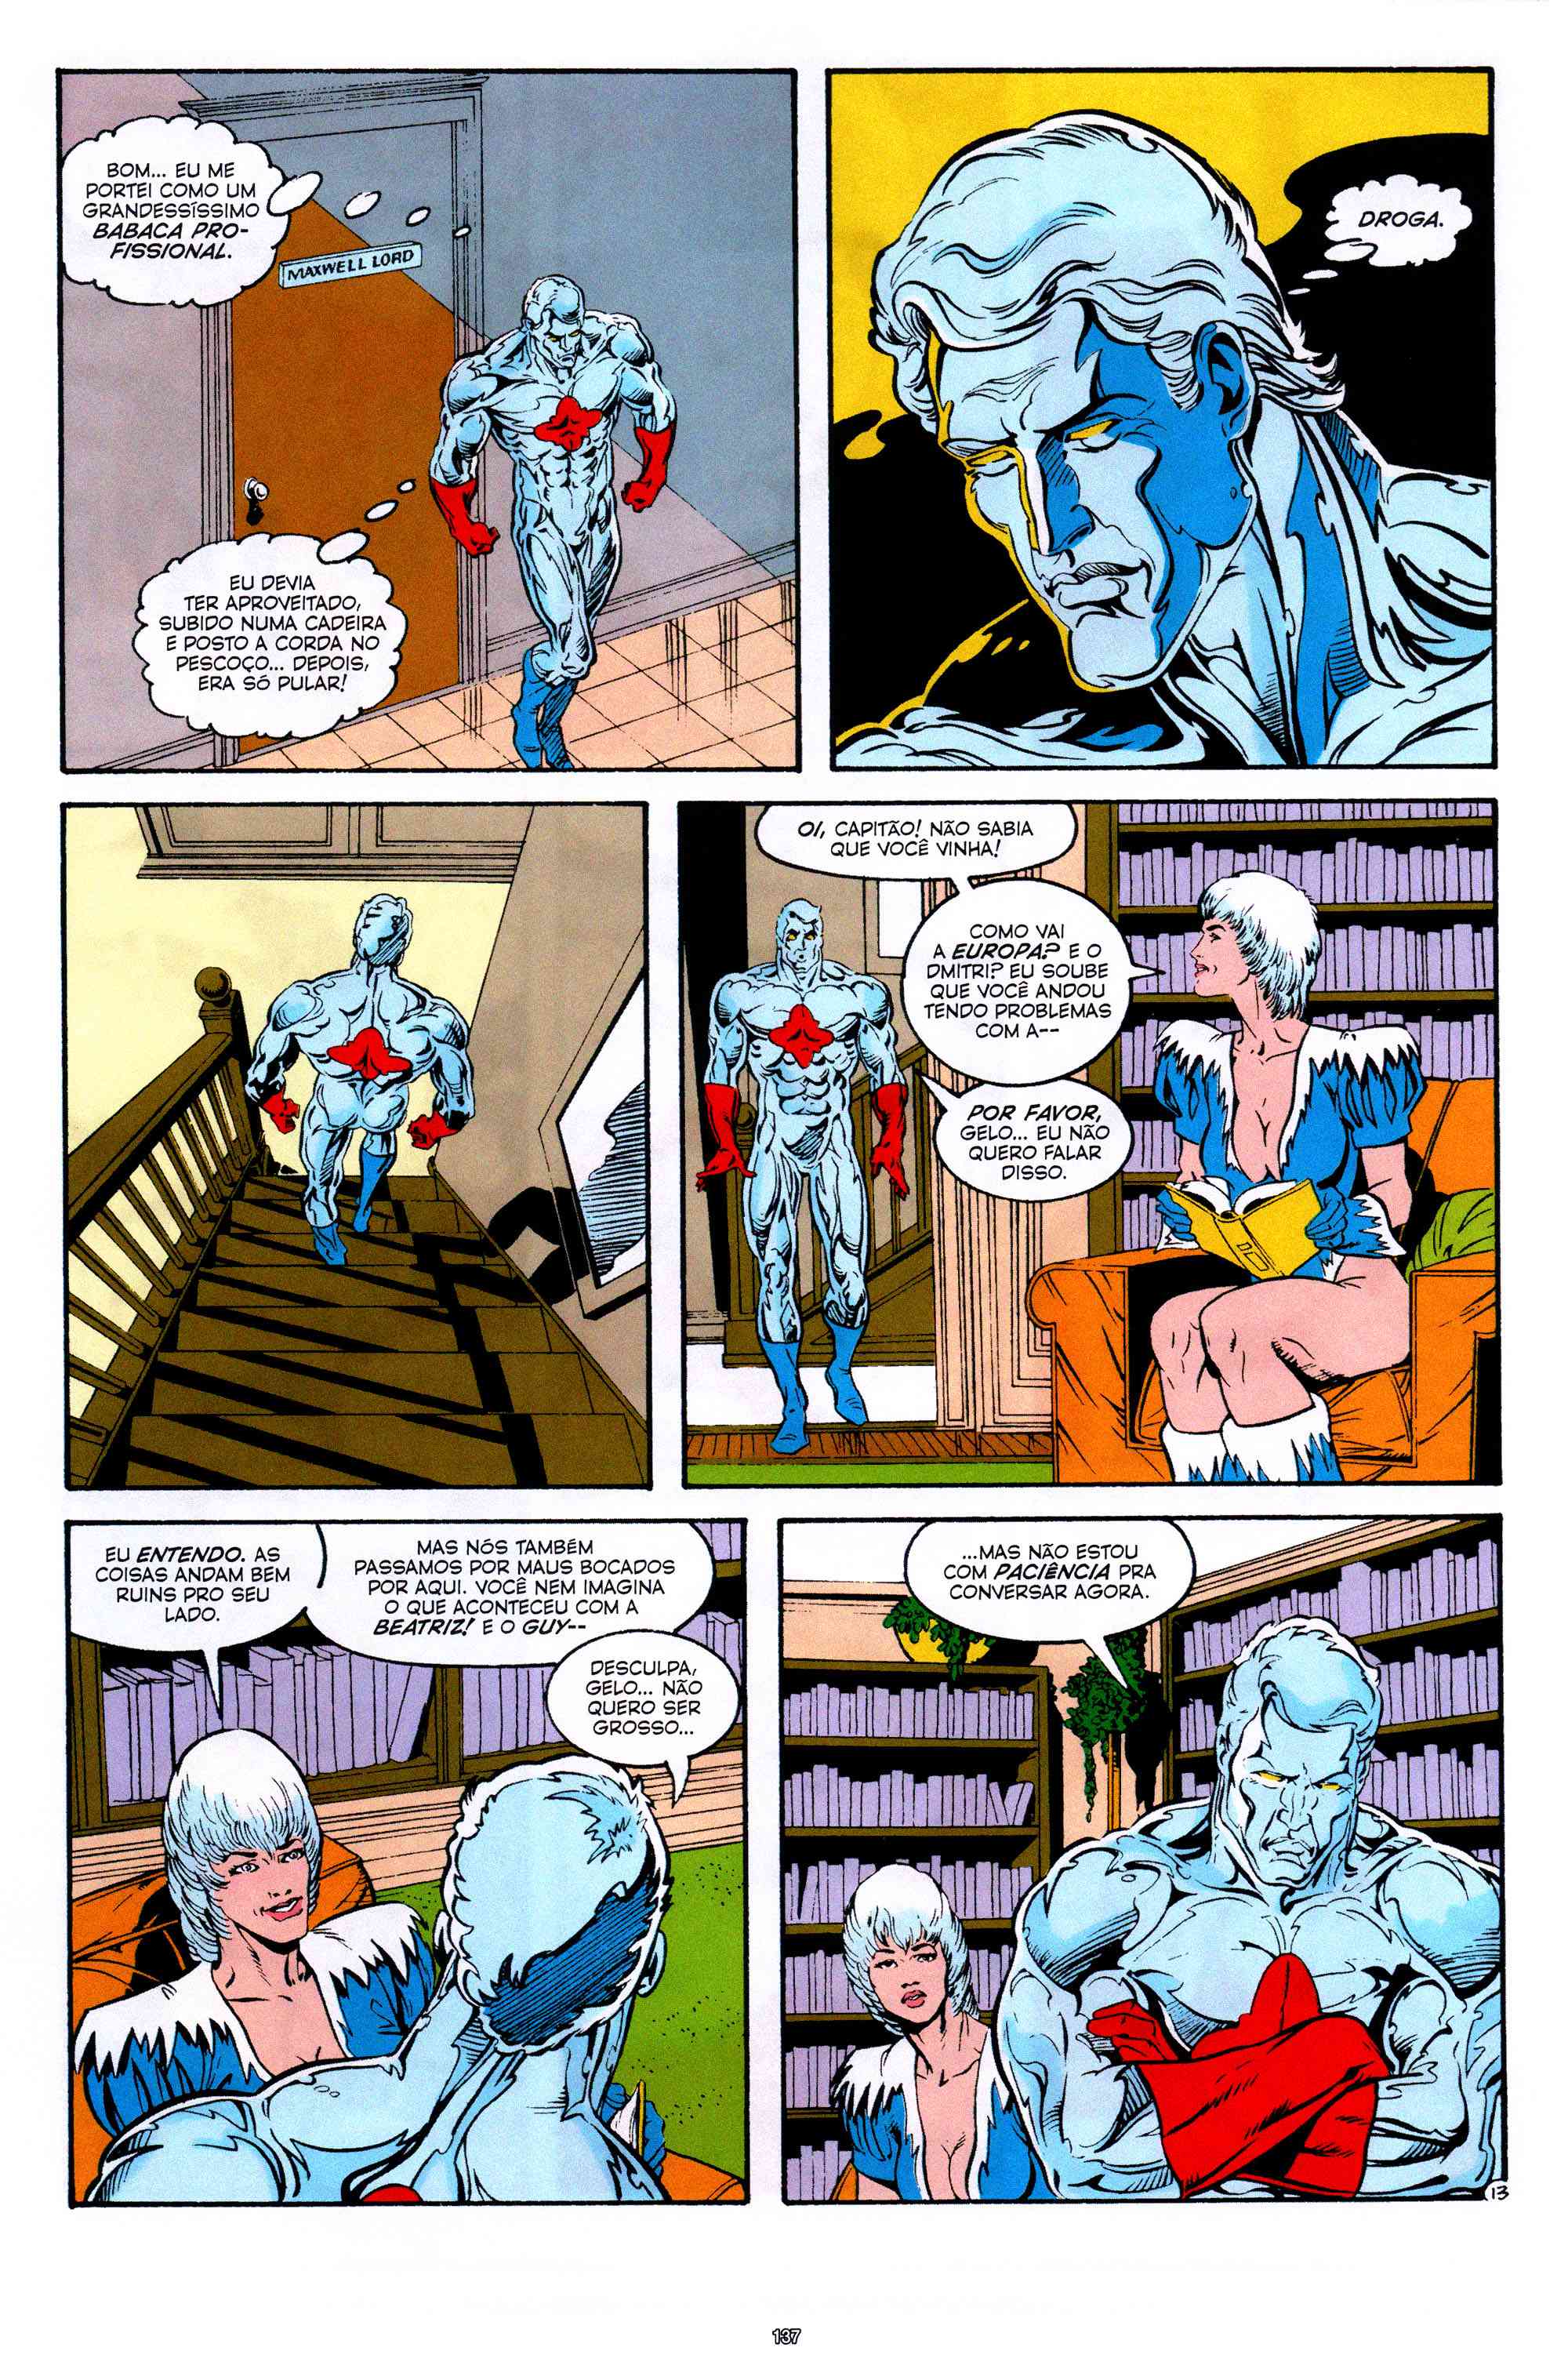 BOM... EU ME
PORTEI COMO UM
GRANDESSÍSSIMO
BABACA PRO-
FISSIONAL.
MAXWELL LORD
EU DEVIA
TER APROVEITADO,
SUBIDO NUMA CADEIRA
E POSTO A CORDA NO
PESCOÇO... DEPOIS,
ERA SÓ PULAR!
DROGA.
OI, CAPITÃO! NÃO SABIA
QUE VOCÊ VINHA!
COMO VAI
A EUROPA? E O
DMITRI? EU SOUBE
QUE VOCÊ ANDOU
TENDO PROBLEMAS
COM A--
POR FAVOR,
GELO... EU NÃO
QUERO FALAR
DISSO.
EU ENTENDO. AS
COISAS ANDAM BEM
RUINS PRO SEU
LADO.
MAS NÓS TAMBÉM
PASSAMOS POR MAUS BOCADOS
POR AQUI. VOCÊ NEM IMAGINA
O QUE ACONTECEU COM A
BEATRIZ! E O GUY--
DESCULPA,
GELO... NÃO
QUERO SER
GROSSO...
...MAS NÃO ESTOU
COM PACIÊNCIA PRA
CONVERSAR AGORA.
13
137